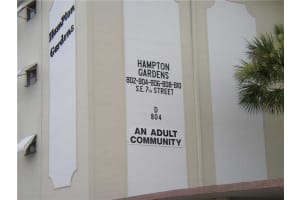 Hampton
Gardens
HAMPTON
GARDENS
802-804-806-808-810
S.E. 7TH STREET
D
804
AN ADULT
COMMUNITY